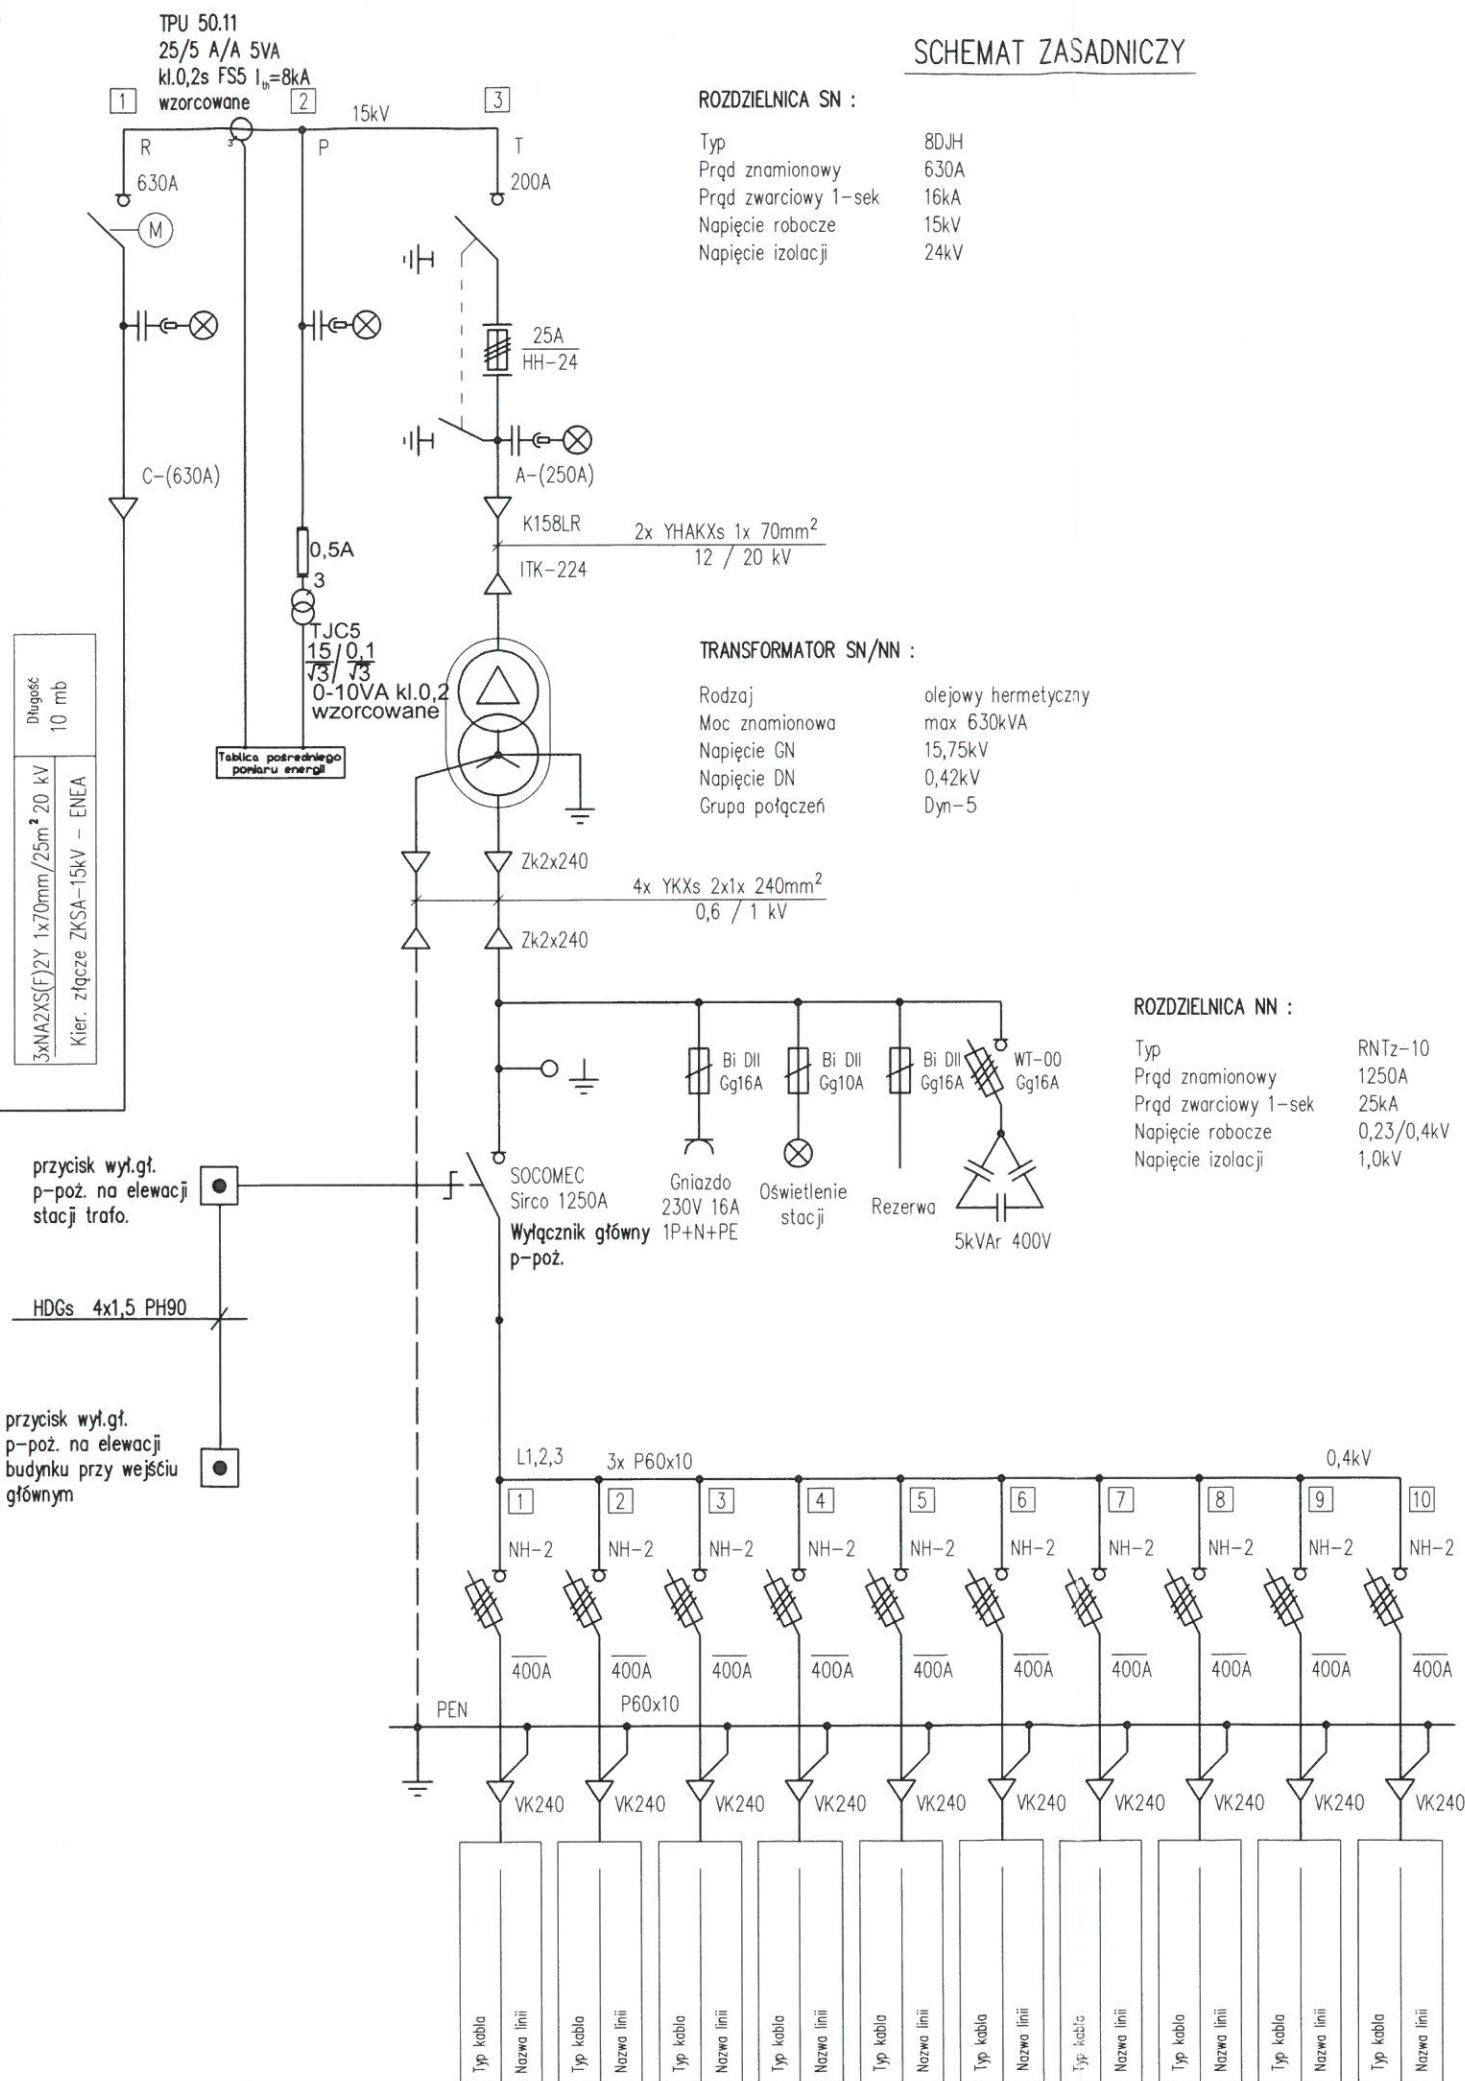 SCHEMAT ZASADNICZY
TPU 50.11
25/5 A/A 5VA
kl.0,2s FS5 Ith=8kA
wzorcowane
1
2
3
15kV
R
3
P
T
630A
200A
M
25A
HH-24
C-(630A)
A-(250A)
K158LR
2x YHAKXs 1x 70mm²
12 / 20 kV
ITK-224
0,5A
3
TJC5
15/0,1
√3/ √3
0-10VA kl.0,2
wzorcowane
Tablica pośredniego
pomiaru energii
Długość
10 mb
3xNA2XS(F)2Y 1x70mm/25m² 20 kV
Kier. złącze ZKSA-15kV - ENEA
ROZDZIELNICA SN :
Typ 8DJH
Prąd znamionowy 630A
Prąd zwarciowy 1-sek 16kA
Napięcie robocze 15kV
Napięcie izolacji 24kV
TRANSFORMATOR SN/NN :
Rodzaj olejowy hermetyczny
Moc znamionowa max 630kVA
Napięcie GN 15,75kV
Napięcie DN 0,42kV
Grupa połączeń Dyn-5
Zk2x240
4x YKXs 2x1x 240mm²
0,6 / 1 kV
Zk2x240
ROZDZIELNICA NN :
Typ RNTz-10
Prąd znamionowy 1250A
Prąd zwarciowy 1-sek 25kA
Napięcie robocze 0,23/0,4kV
Napięcie izolacji 1,0kV
Bi DII
Gg16A
Bi DII
Gg10A
Bi DII
Gg16A
WT-00
Gg16A
Gniazdo
230V 16A
1P+N+PE
Oświetlenie
stacji
Rezerwa
5kVAr 400V
SOCOMEC
Sirco 1250A
Wyłącznik główny
p-poż.
przycisk wył.gł.
p-poż. na elewacji
stacji trafo.
HDGs 4x1,5 PH90
przycisk wył.gł.
p-poż. na elewacji
budynku przy wejściu
głównym
L1,2,3
3x P60x10
0,4kV
1 2 3 4 5 6 7 8 9 10
NH-2 NH-2 NH-2 NH-2 NH-2 NH-2 NH-2 NH-2 NH-2 NH-2
400A 400A 400A 400A 400A 400A 400A 400A 400A 400A
PEN
P60x10
VK240 VK240 VK240 VK240 VK240 VK240 VK240 VK240 VK240 VK240
Typ kabla
Nazwa linii
Typ kabla
Nazwa linii
Typ kabla
Nazwa linii
Typ kabla
Nazwa linii
Typ kabla
Nazwa linii
Typ kabla
Nazwa linii
Typ kabla
Nazwa linii
Typ kabla
Nazwa linii
Typ kabla
Nazwa linii
Typ kabla
Nazwa linii